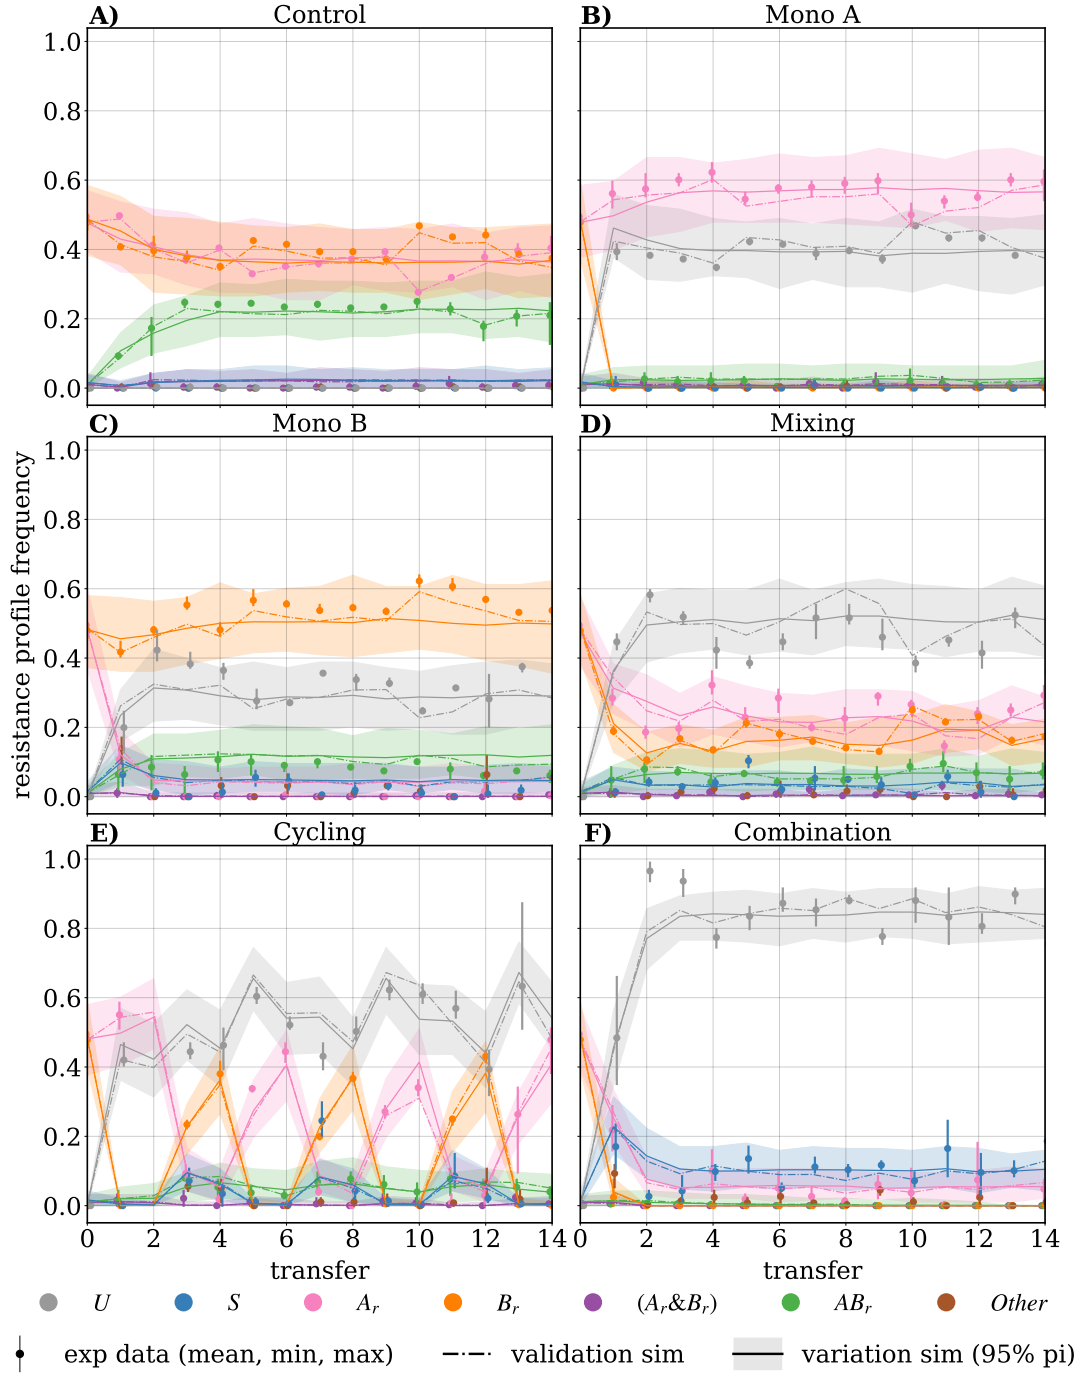 A) Control
B) Mono A
1.0
0.8
0.6
0.4
0.2
0.0
C) Mono B
D) Mixing
resistance profile frequency
1.0
0.8
0.6
0.4
0.2
0.0
E) Cycling
F) Combination
1.0
0.8
0.6
0.4
0.2
0.0
0 2 4 6 8 10 12 14
0 2 4 6 8 10 12 14
transfer
transfer
U S Ar Br (Ar&Br) ABr Other
exp data (mean, min, max) validation sim variation sim (95% pi)